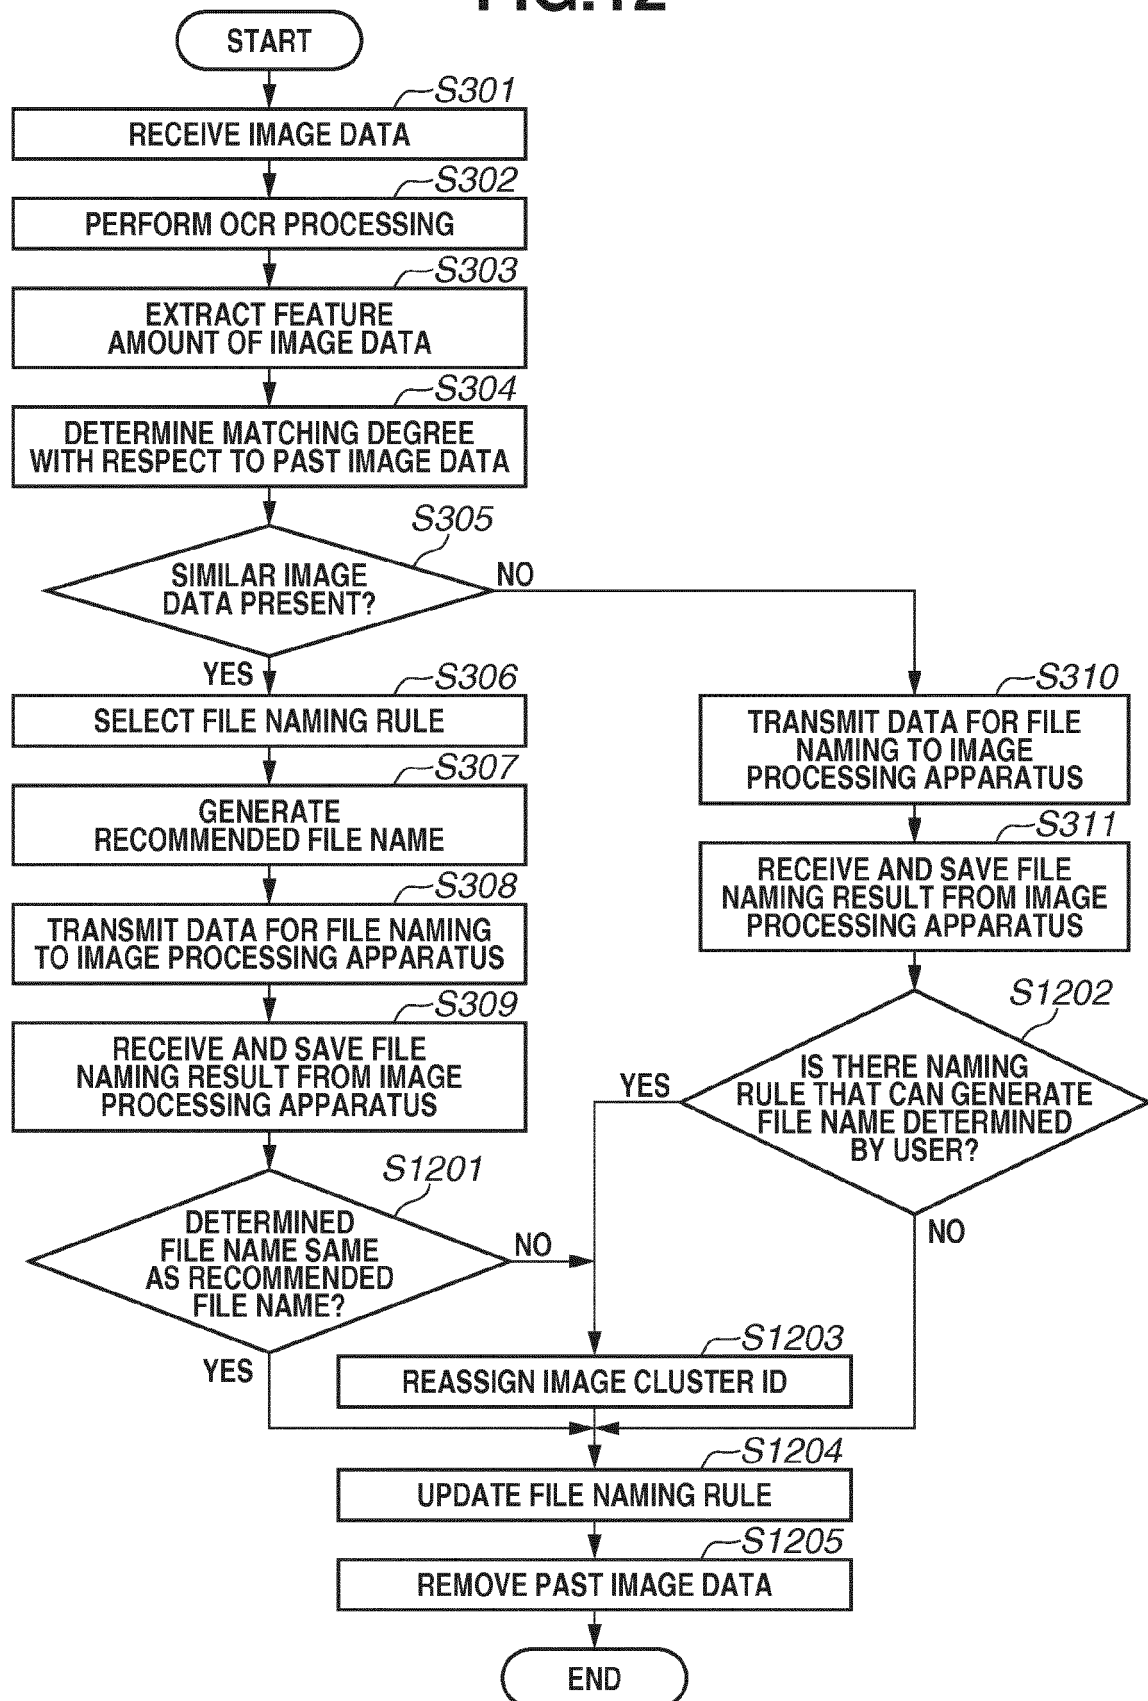 FIG.12
START
S301
RECEIVE IMAGE DATA
S302
PERFORM OCR PROCESSING
S303
EXTRACT FEATURE
AMOUNT OF IMAGE DATA
S304
DETERMINE MATCHING DEGREE
WITH RESPECT TO PAST IMAGE DATA
S305
SIMILAR IMAGE
DATA PRESENT?
NO
YES
S306
SELECT FILE NAMING RULE
S307
GENERATE
RECOMMENDED FILE NAME
S308
TRANSMIT DATA FOR FILE NAMING
TO IMAGE PROCESSING APPARATUS
S309
RECEIVE AND SAVE FILE
NAMING RESULT FROM IMAGE
PROCESSING APPARATUS
S1201
DETERMINED
FILE NAME SAME
AS RECOMMENDED
FILE NAME?
NO
YES
S310
TRANSMIT DATA FOR FILE
NAMING TO IMAGE
PROCESSING APPARATUS
S311
RECEIVE AND SAVE FILE
NAMING RESULT FROM IMAGE
PROCESSING APPARATUS
S1202
IS THERE NAMING
RULE THAT CAN GENERATE
FILE NAME DETERMINED
BY USER?
YES
NO
S1203
REASSIGN IMAGE CLUSTER ID
S1204
UPDATE FILE NAMING RULE
S1205
REMOVE PAST IMAGE DATA
END